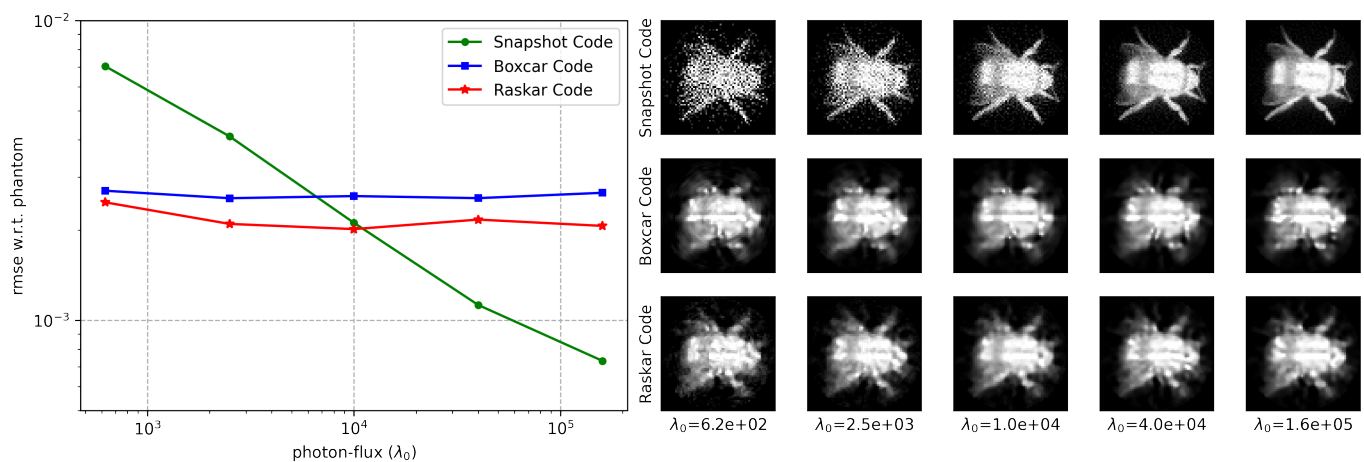 10⁻²
10⁻³
rmse w.r.t. phantom
Snapshot Code
Boxcar Code
Raskar Code
10³
10⁴
10⁵
photon-flux (λ₀)
Snapshot Code
Boxcar Code
Raskar Code
λ₀=6.2e+02
λ₀=2.5e+03
λ₀=1.0e+04
λ₀=4.0e+04
λ₀=1.6e+05